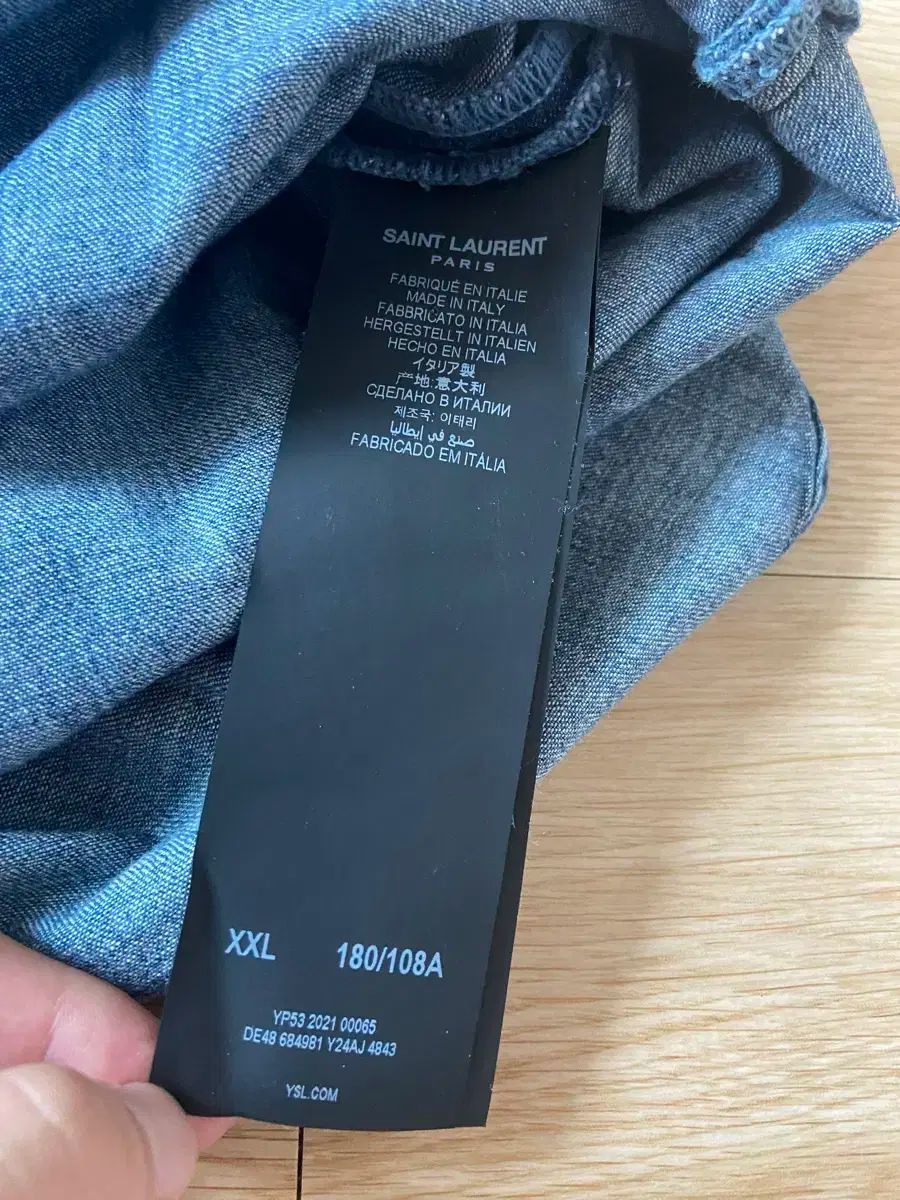 SAINT LAURENT
PARIS
FABRIQUÉ EN ITALIE
MADE IN ITALY
FABBRICATO IN ITALIA
HERGESTELLT IN ITALIEN
HECHO EN ITALIA
イタリア製
产地:意大利
СДЕЛАНО В ИТАЛИИ
제조국: 이태리
صنع في إيطاليا
FABRICADO EM ITÁLIA
XXL 180/108A
YP53 2021 00065
DE48 684981 Y24AJ 4843
YSL.COM